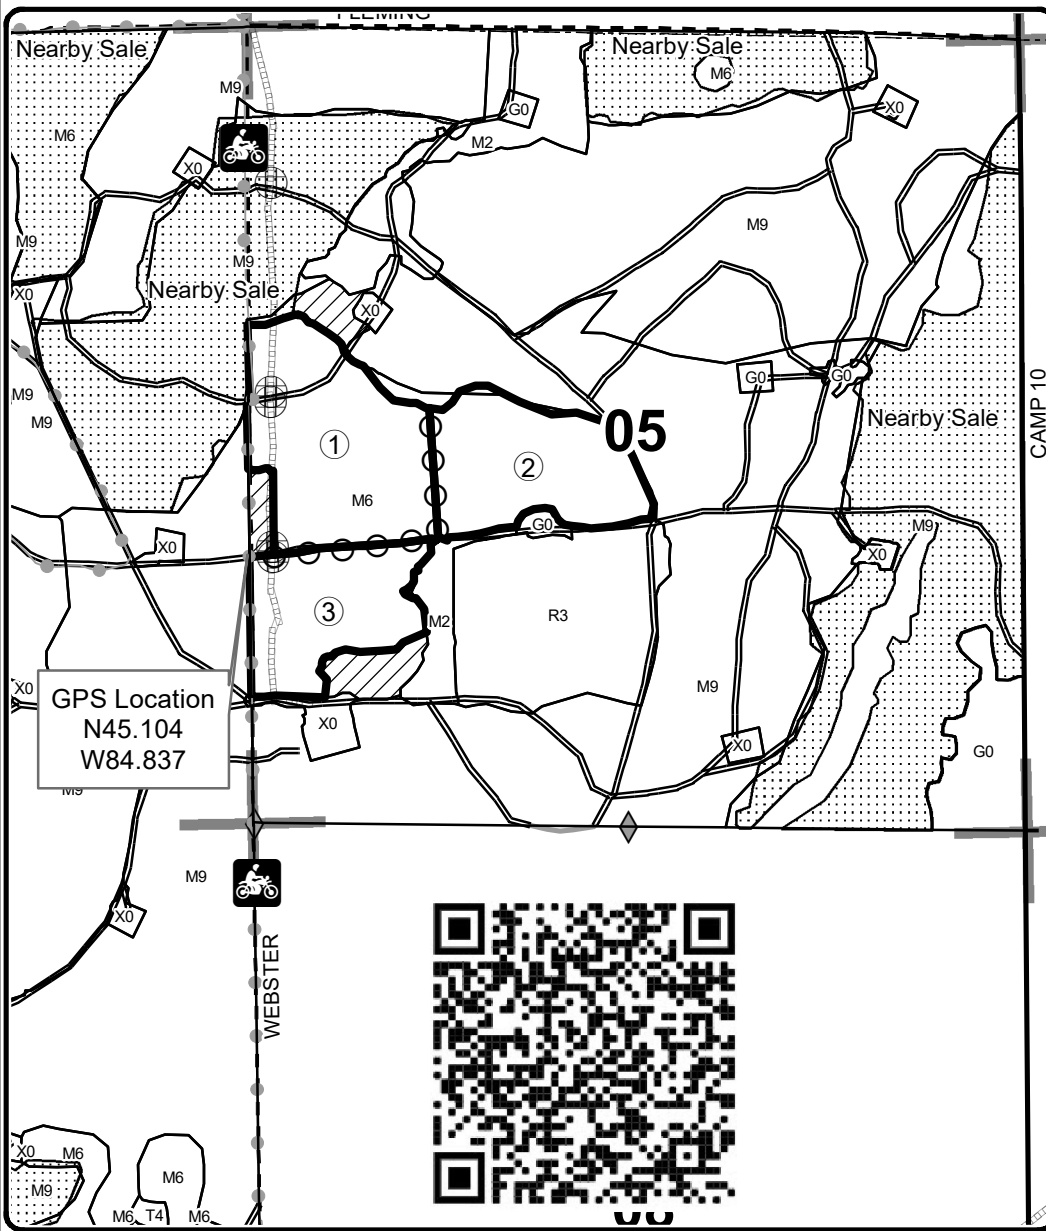 FLEMING
Nearby Sale
Nearby Sale
M6
M9
G0
X0
M6
M2
X0
M9
M9
M9
Nearby Sale
X0
X0
M9
G0
G0
CAMP 10
M9
Nearby Sale
05
①
②
M6
G0
M9
X0
X0
③
M2
R3
M9
X0
GPS Location
N45.104
W84.837
X0
X0
G0
M9
M9
X0
WEBSTER
X0
M6
M6
M9
M6
T4
M6